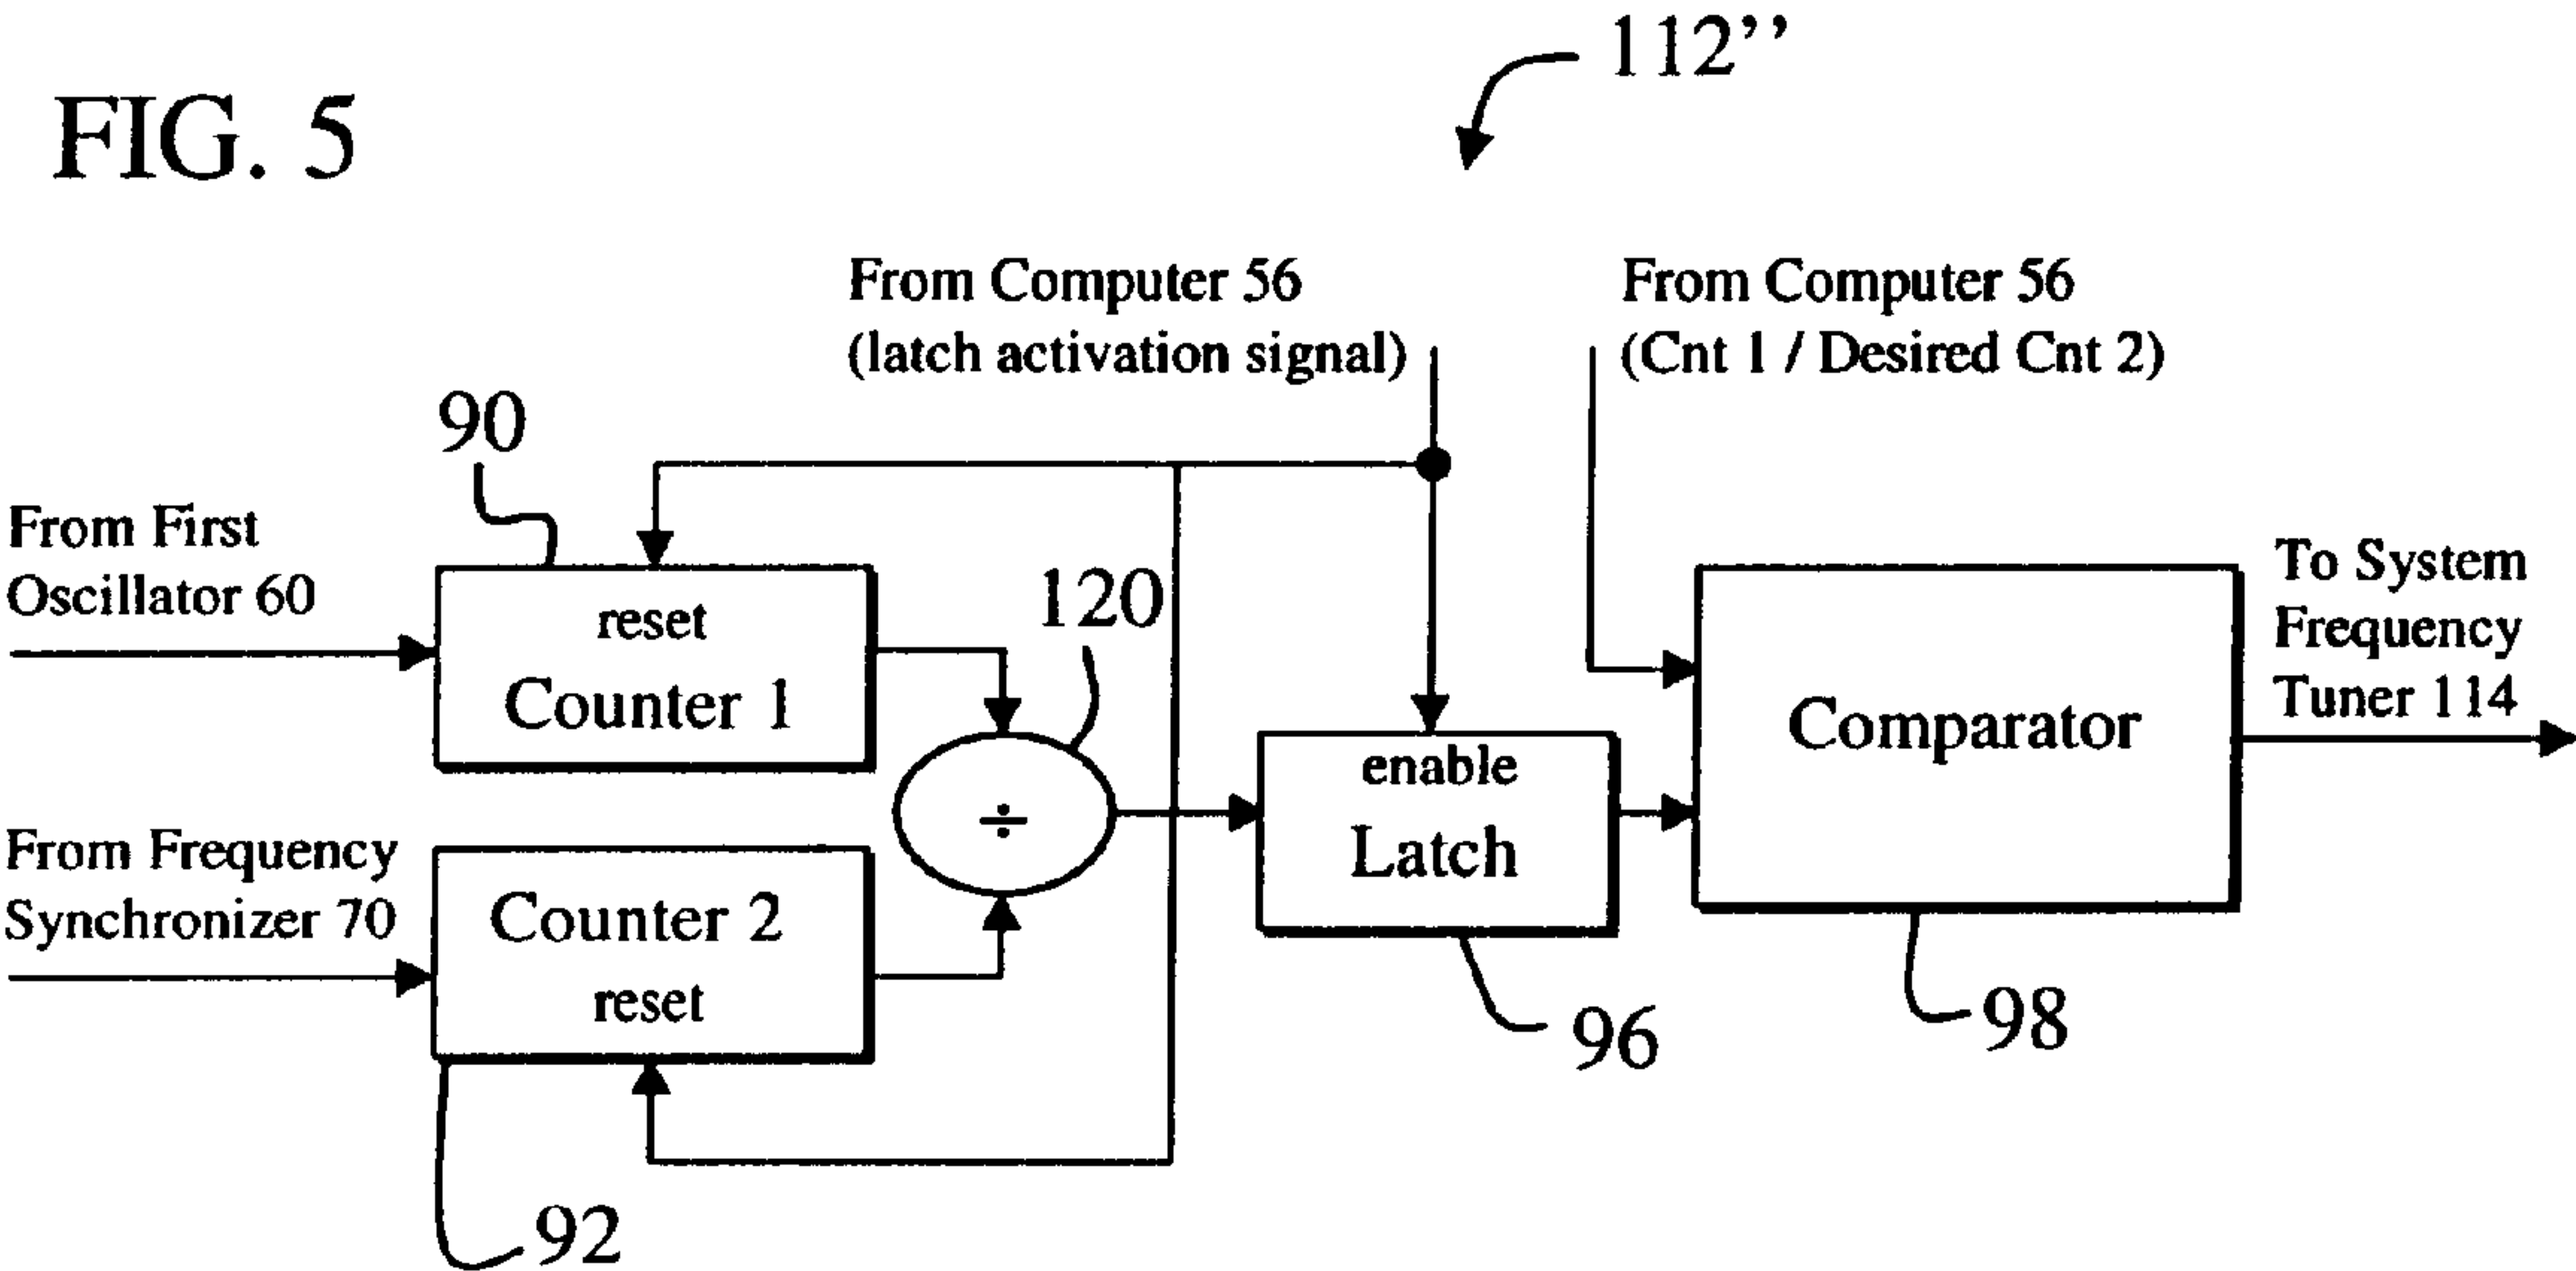 FIG. 5
112’’
From Computer 56
(latch activation signal)
From Computer 56
(Cnt 1 / Desired Cnt 2)
90
From First
Oscillator 60
reset
Counter 1
120
To System
Frequency
Tuner 114
Comparator
enable
Latch
÷
From Frequency
Synchronizer 70
Counter 2
reset
96
98
92